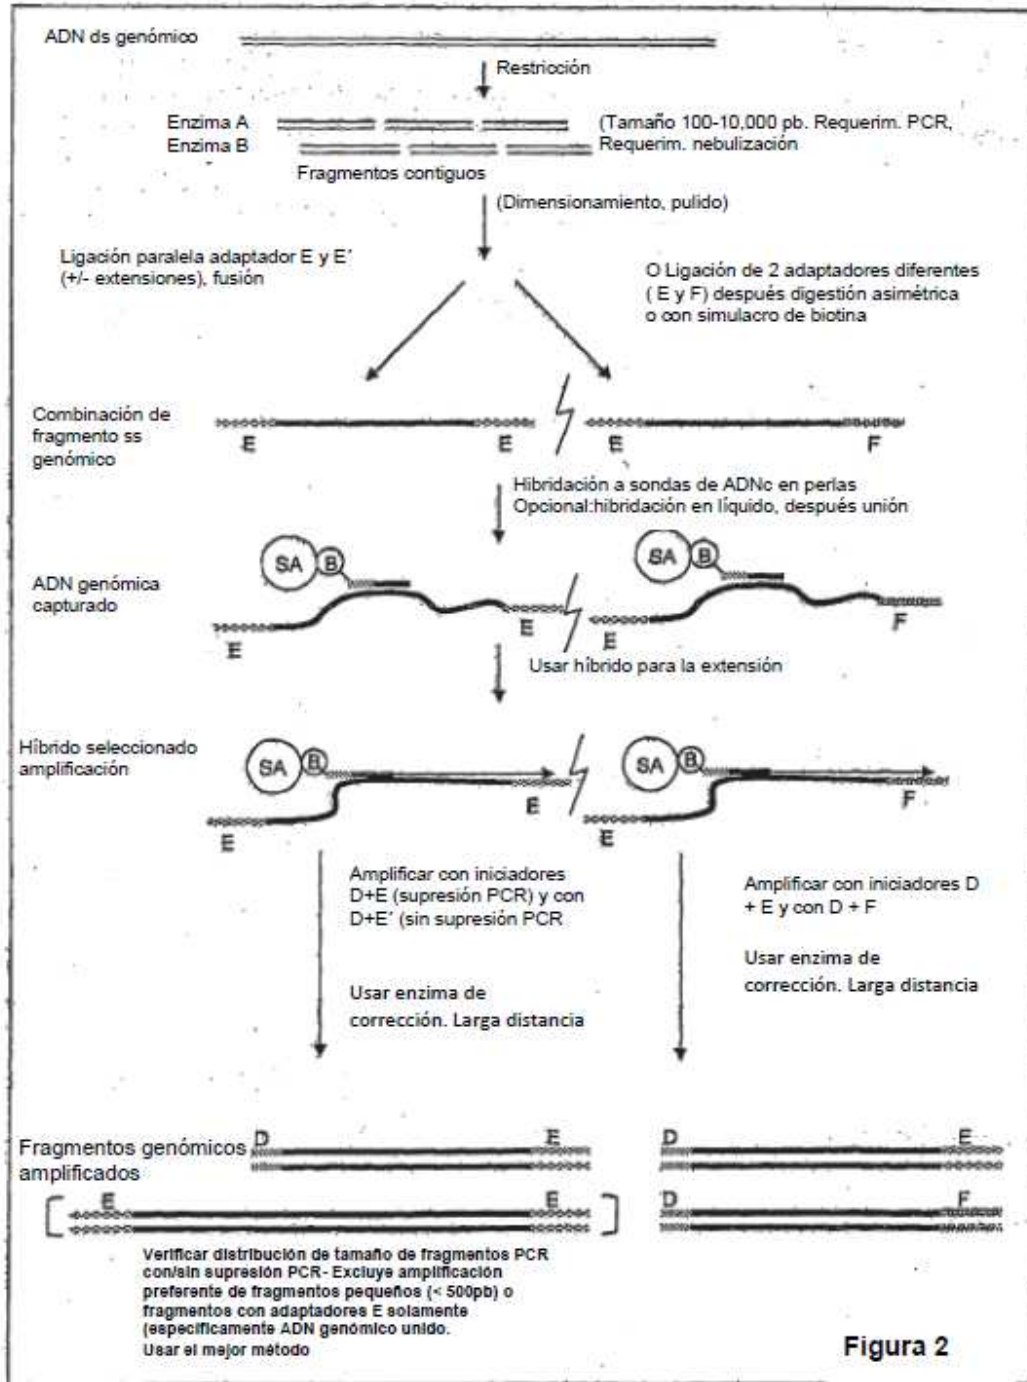 ADN ds genómico
Restricción
Enzima A
Enzima B
(Tamaño 100-10,000 pb. Requerim. PCR,
Requerim. nebulización
Fragmentos contiguos
(Dimensionamiento, pulido)
Ligación paralela adaptador E y E´
(+/- extensiones), fusión
O Ligación de 2 adaptadores diferentes
( E y F) después digestión asimétrica
o con simulacro de biotina
Combinación de
fragmento ss
genómico
E
E
E
F
Hibridación a sondas de ADNc en perlas
Opcional:hibridación en líquido, después unión
ADN genómica
capturado
SA
B
E
E
SA
B
E
F
Usar híbrido para la extensión
Híbrido seleccionado
amplificación
SA
B
E
E
SA
B
E
F
Amplificar con iniciadores
D+E (supresión PCR) y con
D+E´ (sin supresión PCR
Amplificar con iniciadores D
+ E y con D + F
Usar enzima de
corrección. Larga distancia
Usar enzima de
corrección. Larga distancia
Fragmentos genómicos
amplificados
D
E
D
E
E
E
D
F
Verificar distribución de tamaño de fragmentos PCR
con/sin supresión PCR- Excluye amplificación
preferente de fragmentos pequeños (< 500pb) o
fragmentos con adaptadores E solamente
(específicamente ADN genómico unido.
Usar el mejor método
Figura 2